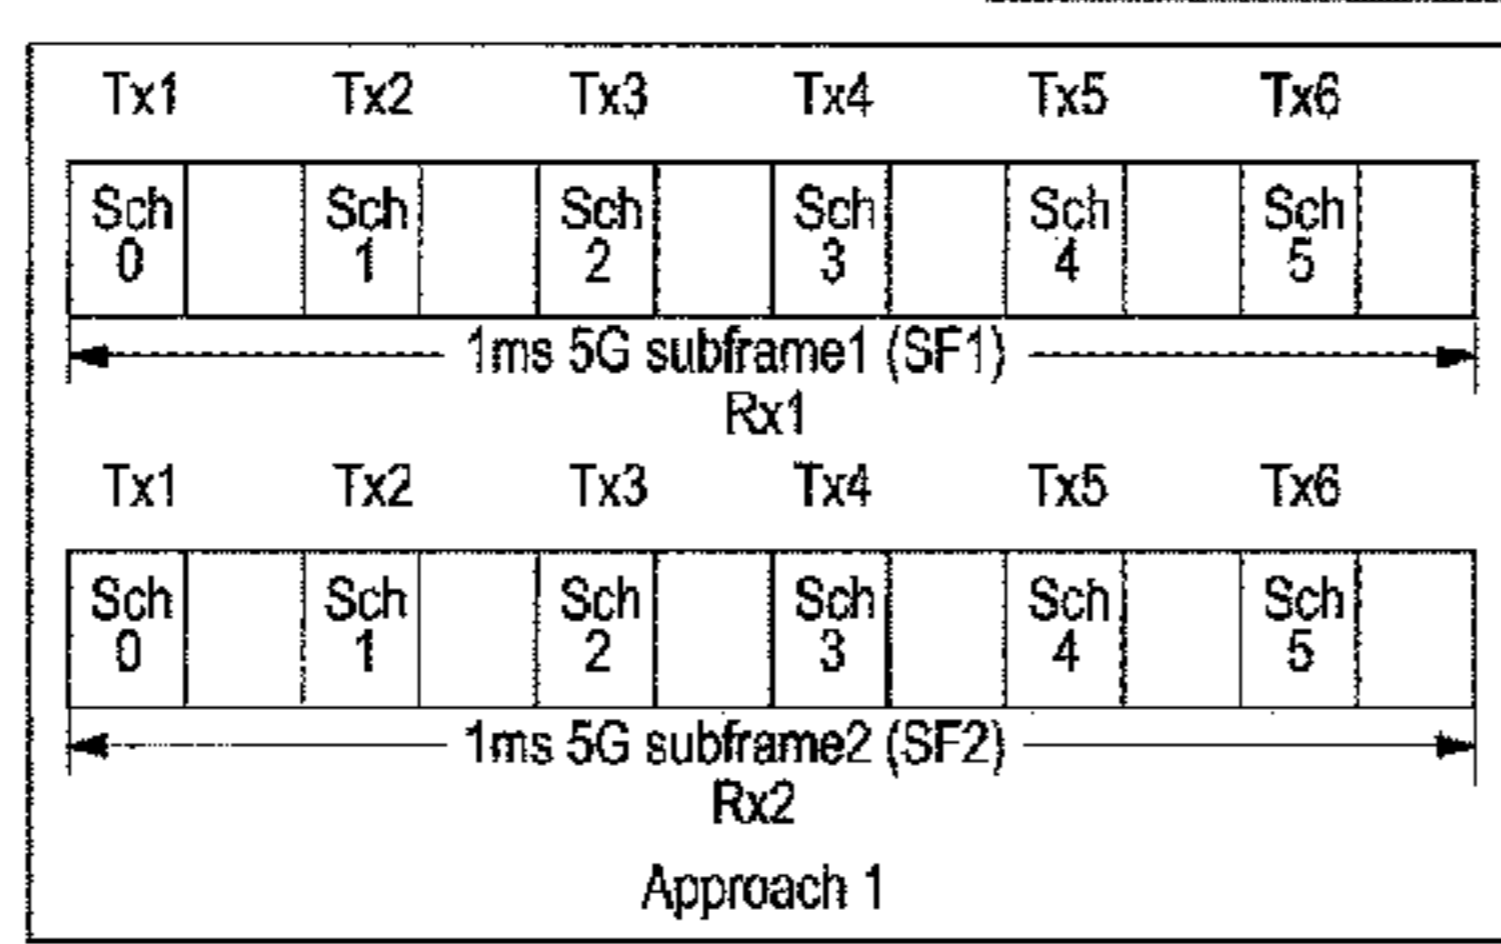 Tx1 Tx2 Tx3 Tx4 Tx5 Tx6
Sch Sch Sch Sch Sch Sch
0 1 2 3 4 5
1ms 5G subframe1 (SF1)
Rx1
Tx1 Tx2 Tx3 Tx4 Tx5 Tx6
Sch Sch Sch Sch Sch Sch
0 1 2 3 4 5
1ms 5G subframe2 (SF2)
Rx2
Approach 1